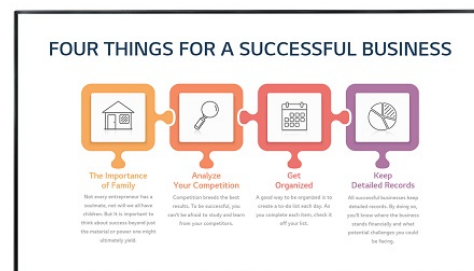 FOUR THINGS FOR A SUCCESSFUL BUSINESS
The Importance
of Family
Not every entrepreneur has a
soulmate, not will we all have
children. But it is important to
think about success beyond just
the material or power one might
ultimately yield.
Analyze
Your Competition
Competition breeds the best
results. To be successful, you
can't be afraid to study and learn
from your competitors.
Get
Organized
A good way to be organized is to
create a to-do list each day. As
you complete each item, check it
off your list.
Keep
Detailed Records
All successful businesses keep
detailed records. By doing so,
you'll know where the business
stands financially and what
potential challenges you could
be facing.